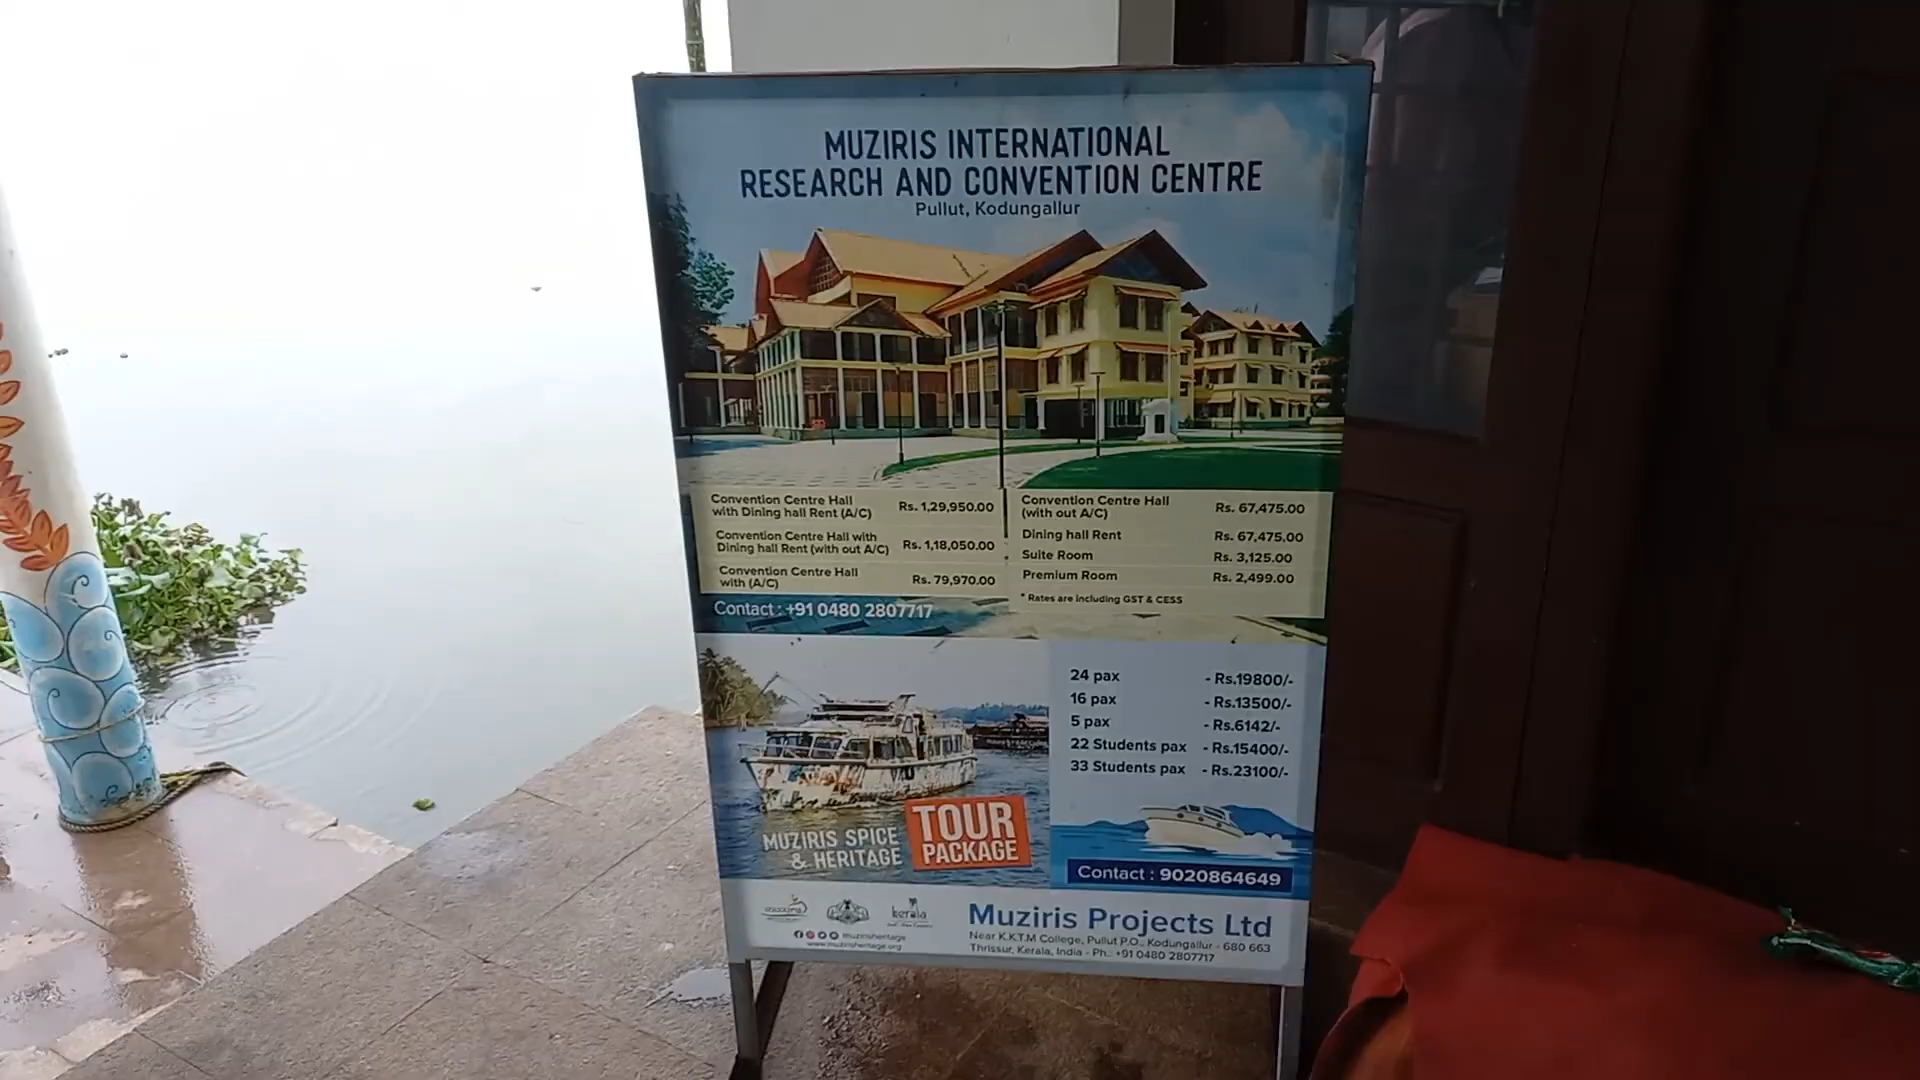 MUZIRIS INTERNATIONAL
RESEARCH AND CONVENTION CENTRE
Pullut, Kodungallur
Convention Centre Hall
with Dining hall Rent (A/C) Rs. 1,29,950.00
Convention Centre Hall with
Dining hall Rent (with out A/C) Rs. 1,18,050.00
Convention Centre Hall
with (A/C) Rs. 79,970.00
Convention Centre Hall
(with out A/C) Rs. 67,475.00
Dining hall Rent Rs. 67,475.00
Suite Room Rs. 3,125.00
Premium Room Rs. 2,499.00
* Rates are including GST & CESS
Contact : +91 0480 2807717
24 pax - Rs.19800/-
16 pax - Rs.13500/-
5 pax - Rs.6142/-
22 Students pax - Rs.15400/-
33 Students pax - Rs.23100/-
MUZIRIS SPICE
& HERITAGE
TOUR
PACKAGE
Contact : 9020864649
kerala
muzirisheritage
www.muzirisheritage.org
Muziris Projects Ltd
Near K.K.T.M College, Pullut P.O., Kodungallur - 680 663
Thrissur, Kerala, India - Ph.: +91 0480 2807717